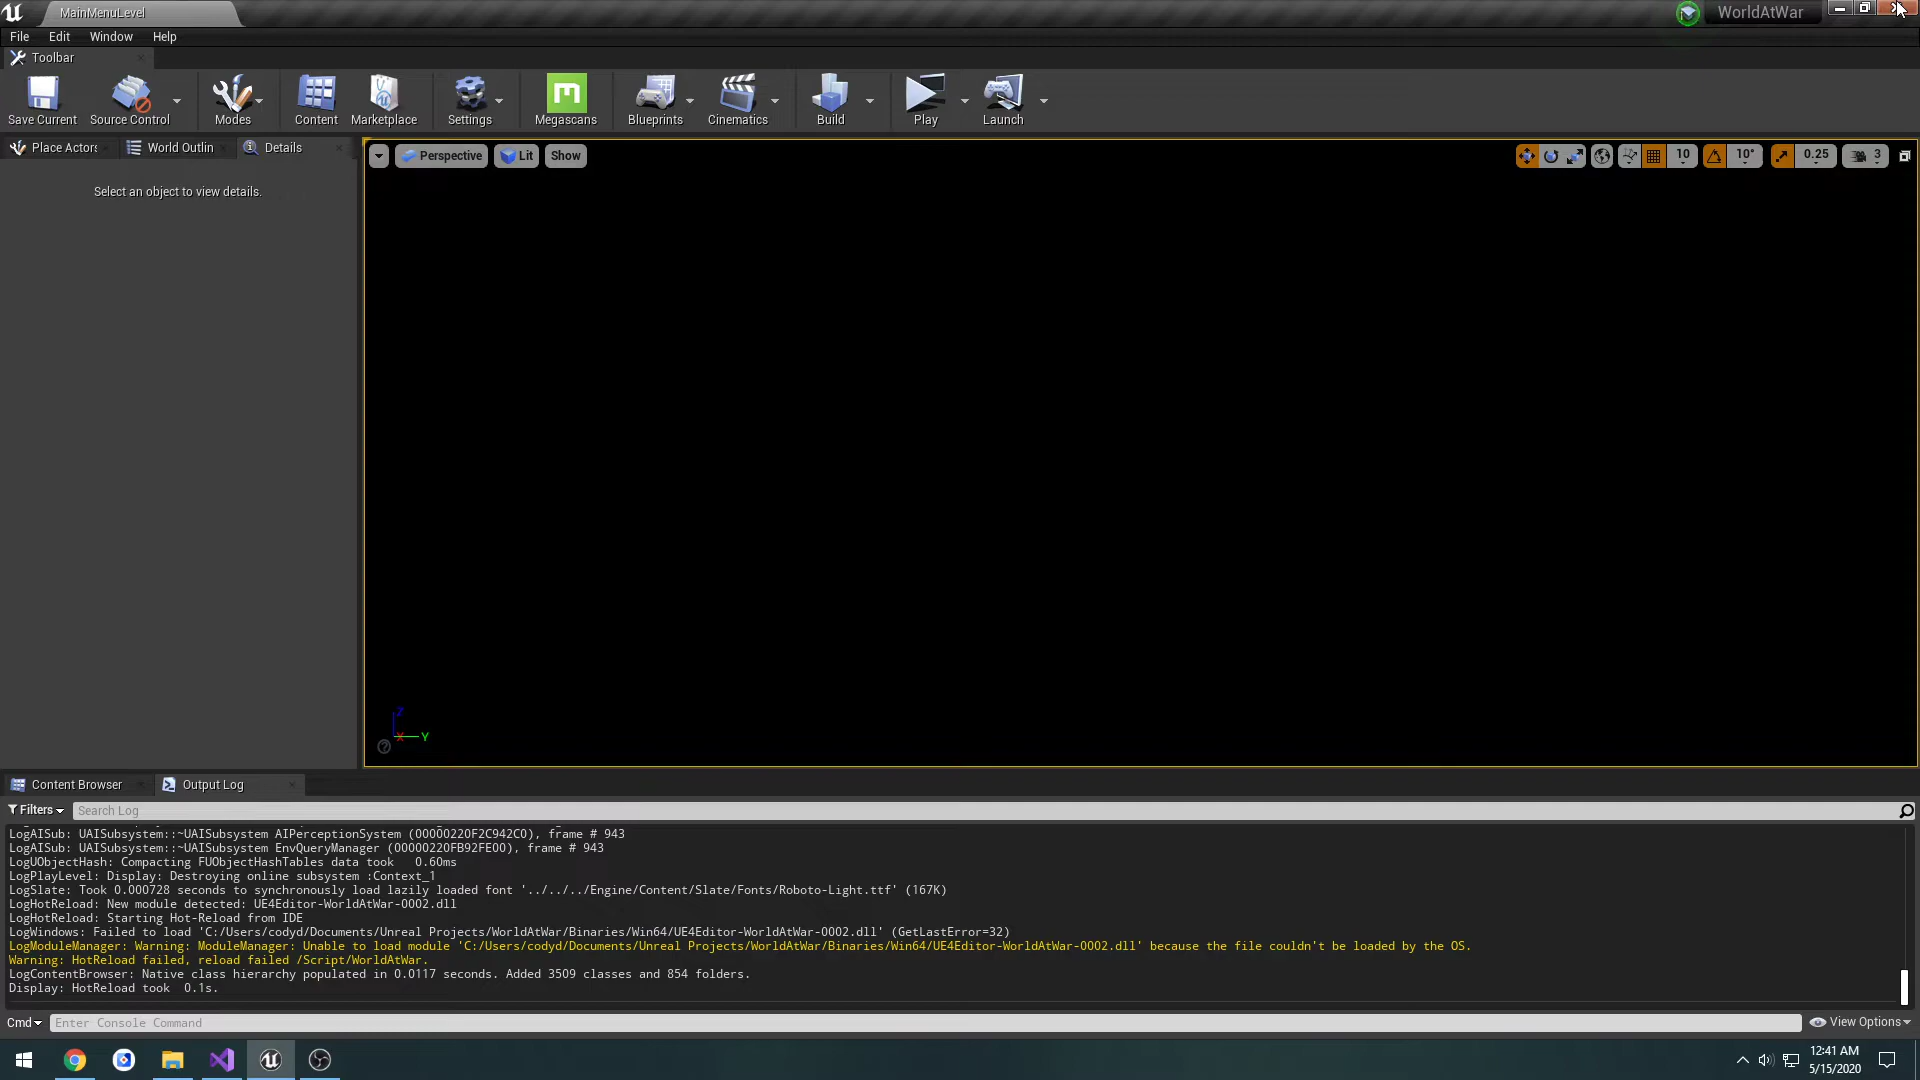 MainMenuLevel
WorldAtWar
File Edit Window Help
Toolbar
Save Current Source Control Modes Content Marketplace Settings Megascans Blueprints Cinematics Build Play Launch
Place Actors World Outlin Details
Perspective Lit Show 10 10° 0.25 3
Select an object to view details.
Z
X Y
Content Browser Output Log
Filters Search Log
LogAISub: UAISubsystem::~UAISubsystem AIPerceptionSystem (00000220F2C942C0), frame # 943
LogAISub: UAISubsystem::~UAISubsystem EnvQueryManager (00000220FB92FE00), frame # 943
LogUObjectHash: Compacting FUObjectHashTables data took   0.60ms
LogPlayLevel: Display: Destroying online subsystem :Context_1
LogSlate: Took 0.000728 seconds to synchronously load lazily loaded font '../../../Engine/Content/Slate/Fonts/Roboto-Light.ttf' (167K)
LogHotReload: New module detected: UE4Editor-WorldAtWar-0002.dll
LogHotReload: Starting Hot-Reload from IDE
LogWindows: Failed to load 'C:/Users/codyd/Documents/Unreal Projects/WorldAtWar/Binaries/Win64/UE4Editor-WorldAtWar-0002.dll' (GetLastError=32)
LogModuleManager: Warning: ModuleManager: Unable to load module 'C:/Users/codyd/Documents/Unreal Projects/WorldAtWar/Binaries/Win64/UE4Editor-WorldAtWar-0002.dll' because the file couldn't be loaded by the OS.
Warning: HotReload failed, reload failed /Script/WorldAtWar.
LogContentBrowser: Native class hierarchy populated in 0.0117 seconds. Added 3509 classes and 854 folders.
Display: HotReload took  0.1s.
Cmd Enter Console Command View Options
12:41 AM
5/15/2020